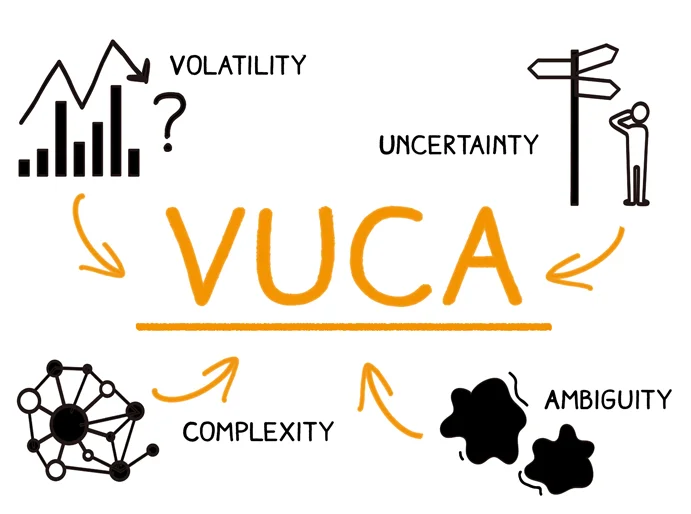 VOLATILITY
?
UNCERTAINTY
VUCA
COMPLEXITY
AMBIGUITY